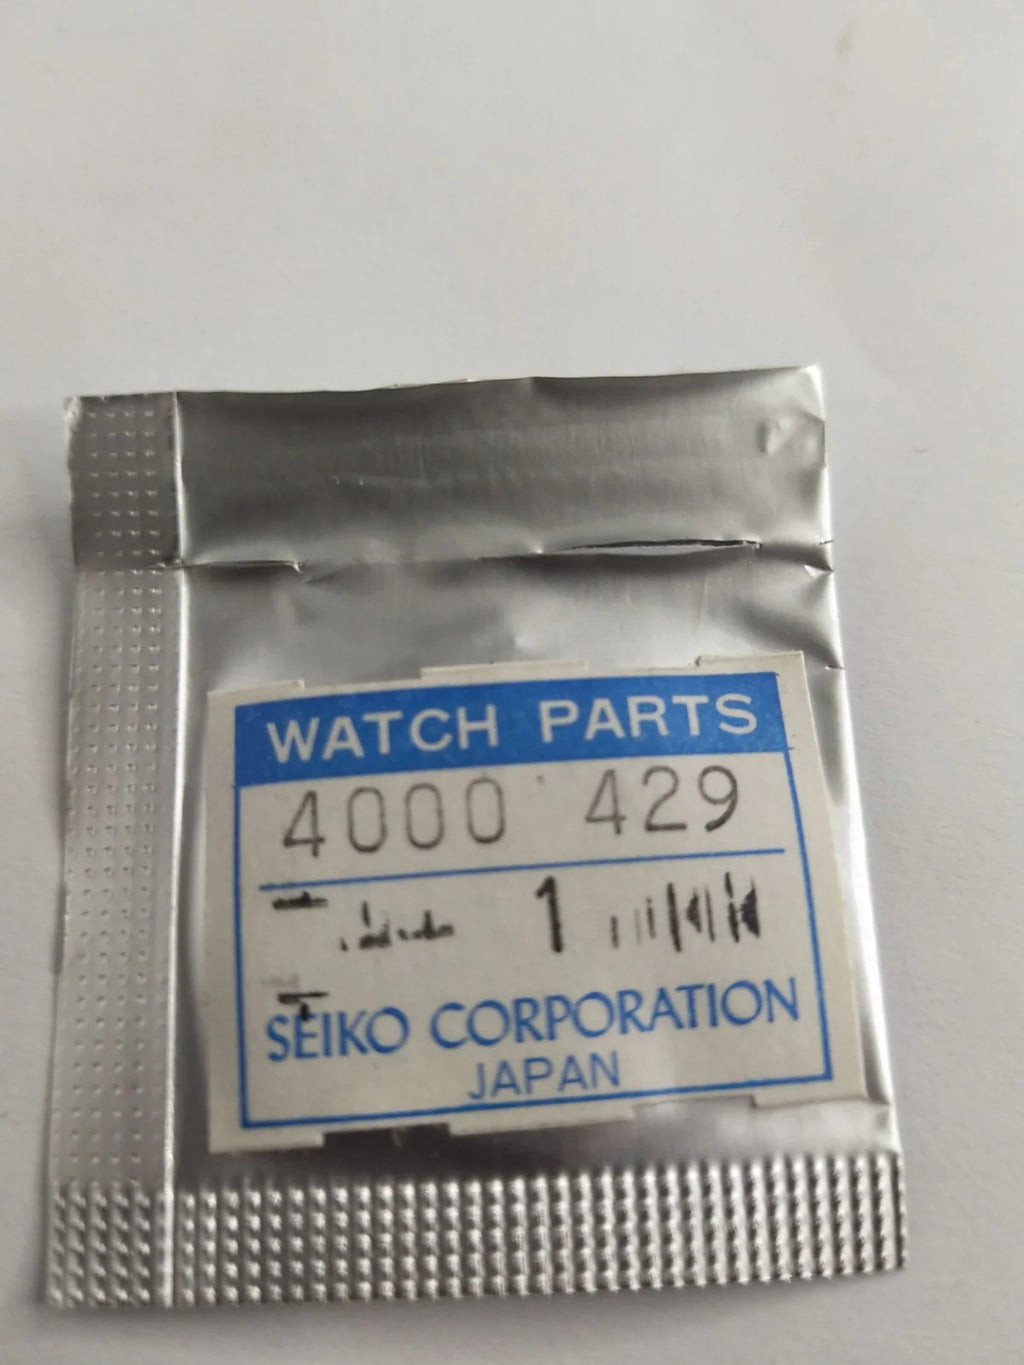 WATCH PARTS
4000 429
1
SEIKO CORPORATION
JAPAN